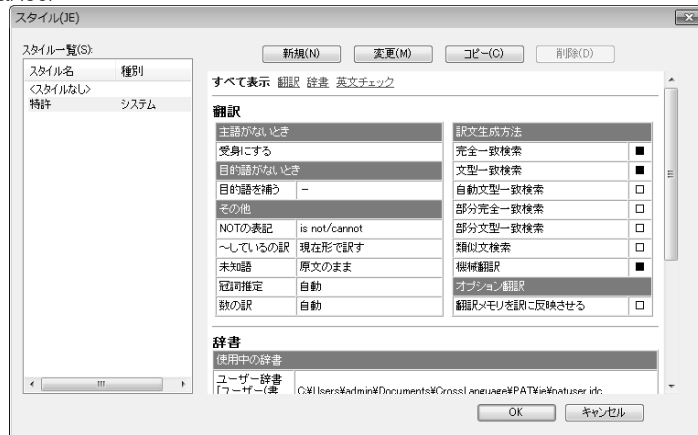 スタイル(JE)
スタイル一覧(S):
新規(N) 変更(M) コピー(C) 削除(D)
スタイル名 種別
<スタイルなし>
特許 システム
すべて表示 翻訳 辞書 英文チェック
翻訳
主語がないとき
受身にする
目的語がないとき
目的語を補う −
その他
NOTの表記 is not/cannot
～しているの訳 現在形で訳す
未知語 原文のまま
冠詞推定 自動
数の訳 自動
訳文生成方法
完全一致検索 ■
文型一致検索 ■
自動文型一致検索 □
部分完全一致検索 □
部分文型一致検索 □
類似文検索 □
機械翻訳 ■
オプション翻訳
翻訳メモリを訳に反映させる □
辞書
使用中の辞書
ユーザー辞書
[ユーザー(書 C:¥Users¥admin¥Documents¥CrossLanguage¥PAT¥je¥patuser.jdc
OK キャンセル